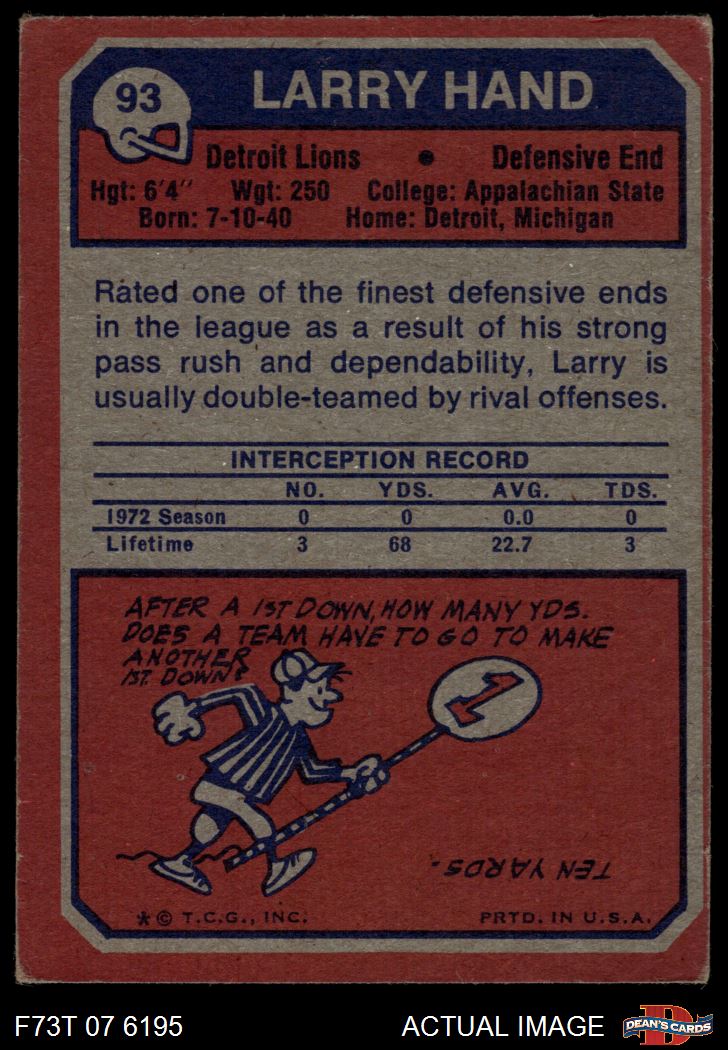 93
LARRY HAND
Detroit Lions • Defensive End
Hgt: 6'4" Wgt: 250 College: Appalachian State
Born: 7-10-40 Home: Detroit, Michigan
Rated one of the finest defensive ends
in the league as a result of his strong
pass rush and dependability, Larry is
usually double-teamed by rival offenses.
INTERCEPTION RECORD
NO. YDS. AVG. TDS.
1972 Season 0 0 0.0 0
Lifetime 3 68 22.7 3
AFTER A 1ST DOWN, HOW MANY YDS.
DOES A TEAM HAVE TO GO TO MAKE
ANOTHER
1ST. DOWN?
1
TEN YARDS.
* © T.C.G., INC. PRTD. IN U.S.A.
F73T 07 6195 ACTUAL IMAGE
D
DEAN'S CARDS